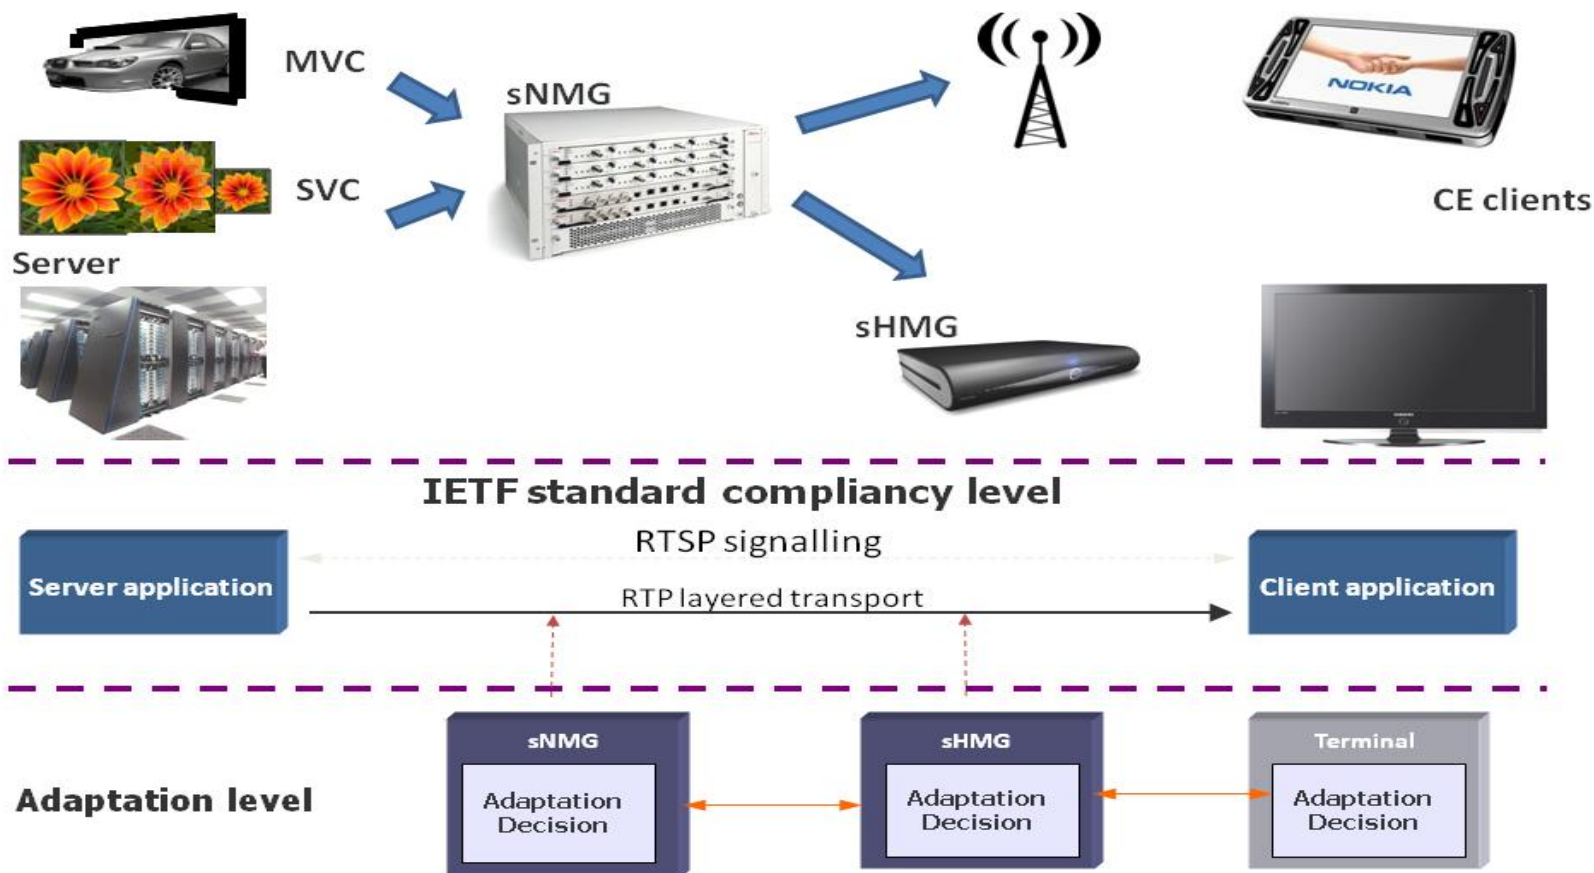 MVC
sNMG
NOKIA
SVC
CE clients
Server
sHMG
IETF standard compliancy level
RTSP signalling
Server application
Client application
RTP layered transport
sNMG
sHMG
Terminal
Adaptation level
Adaptation
Decision
Adaptation
Decision
Adaptation
Decision